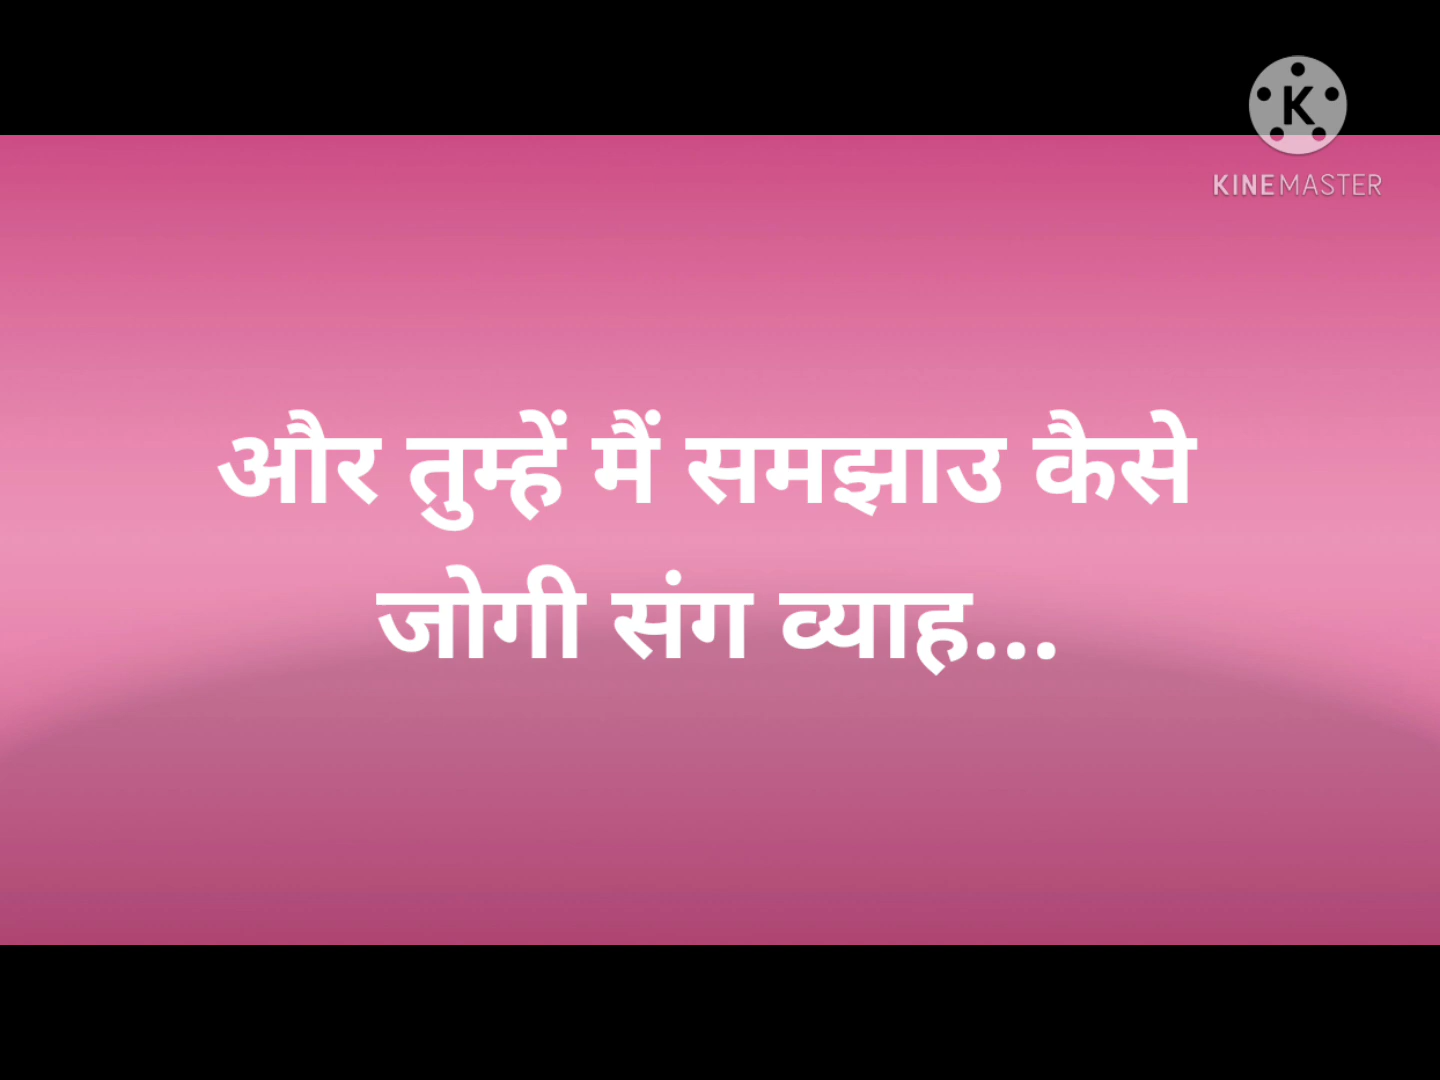 KINEMASTER
और तुम्हें मैं समझाउ कैसे
जोगी संग व्याह...